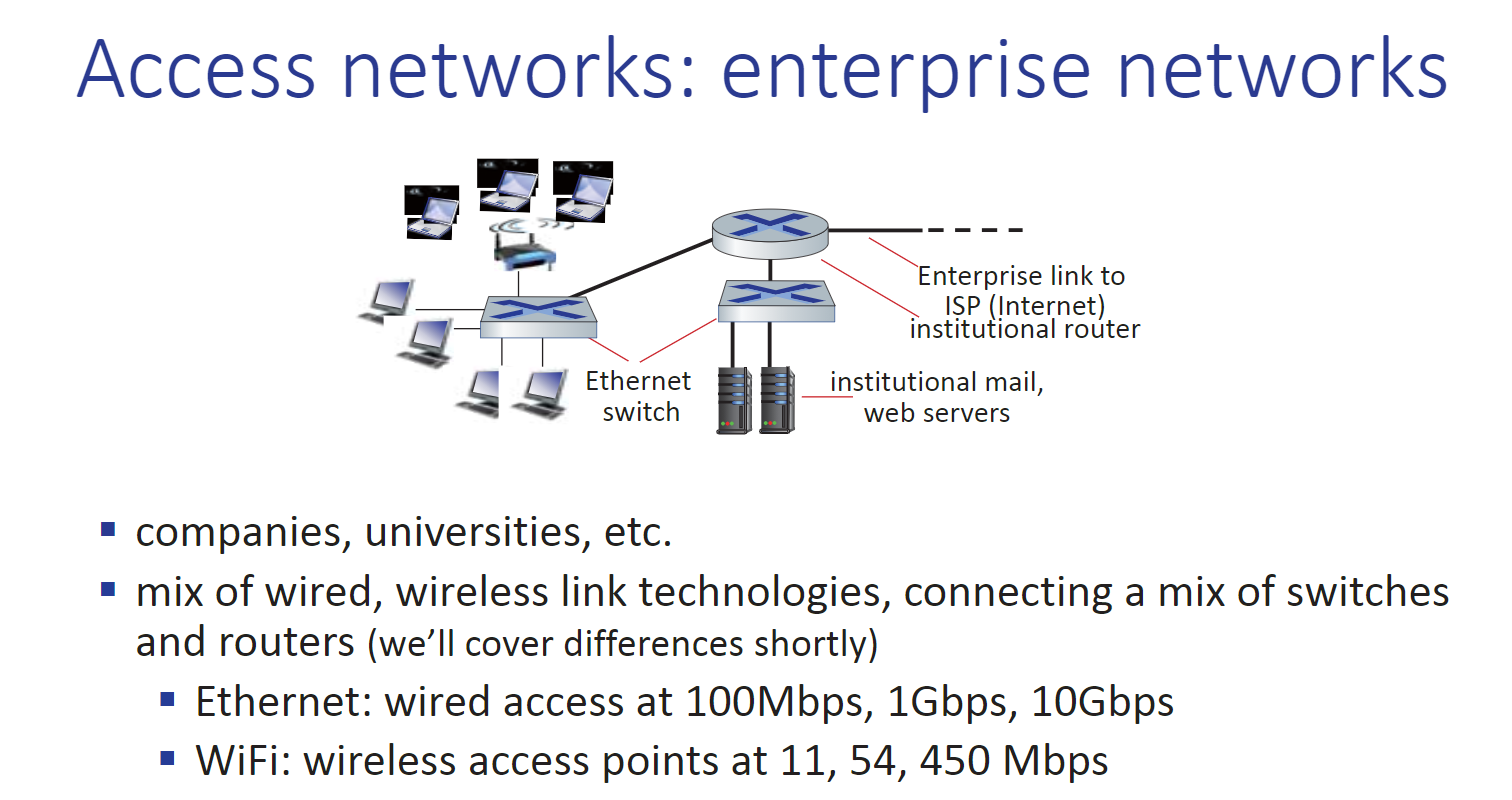 Access networks: enterprise networks
Enterprise link to
ISP (Internet)
institutional router
Ethernet
switch
institutional mail,
web servers
▪ companies, universities, etc.
▪ mix of wired, wireless link technologies, connecting a mix of switches
and routers (we’ll cover differences shortly)
▪ Ethernet: wired access at 100Mbps, 1Gbps, 10Gbps
▪ WiFi: wireless access points at 11, 54, 450 Mbps